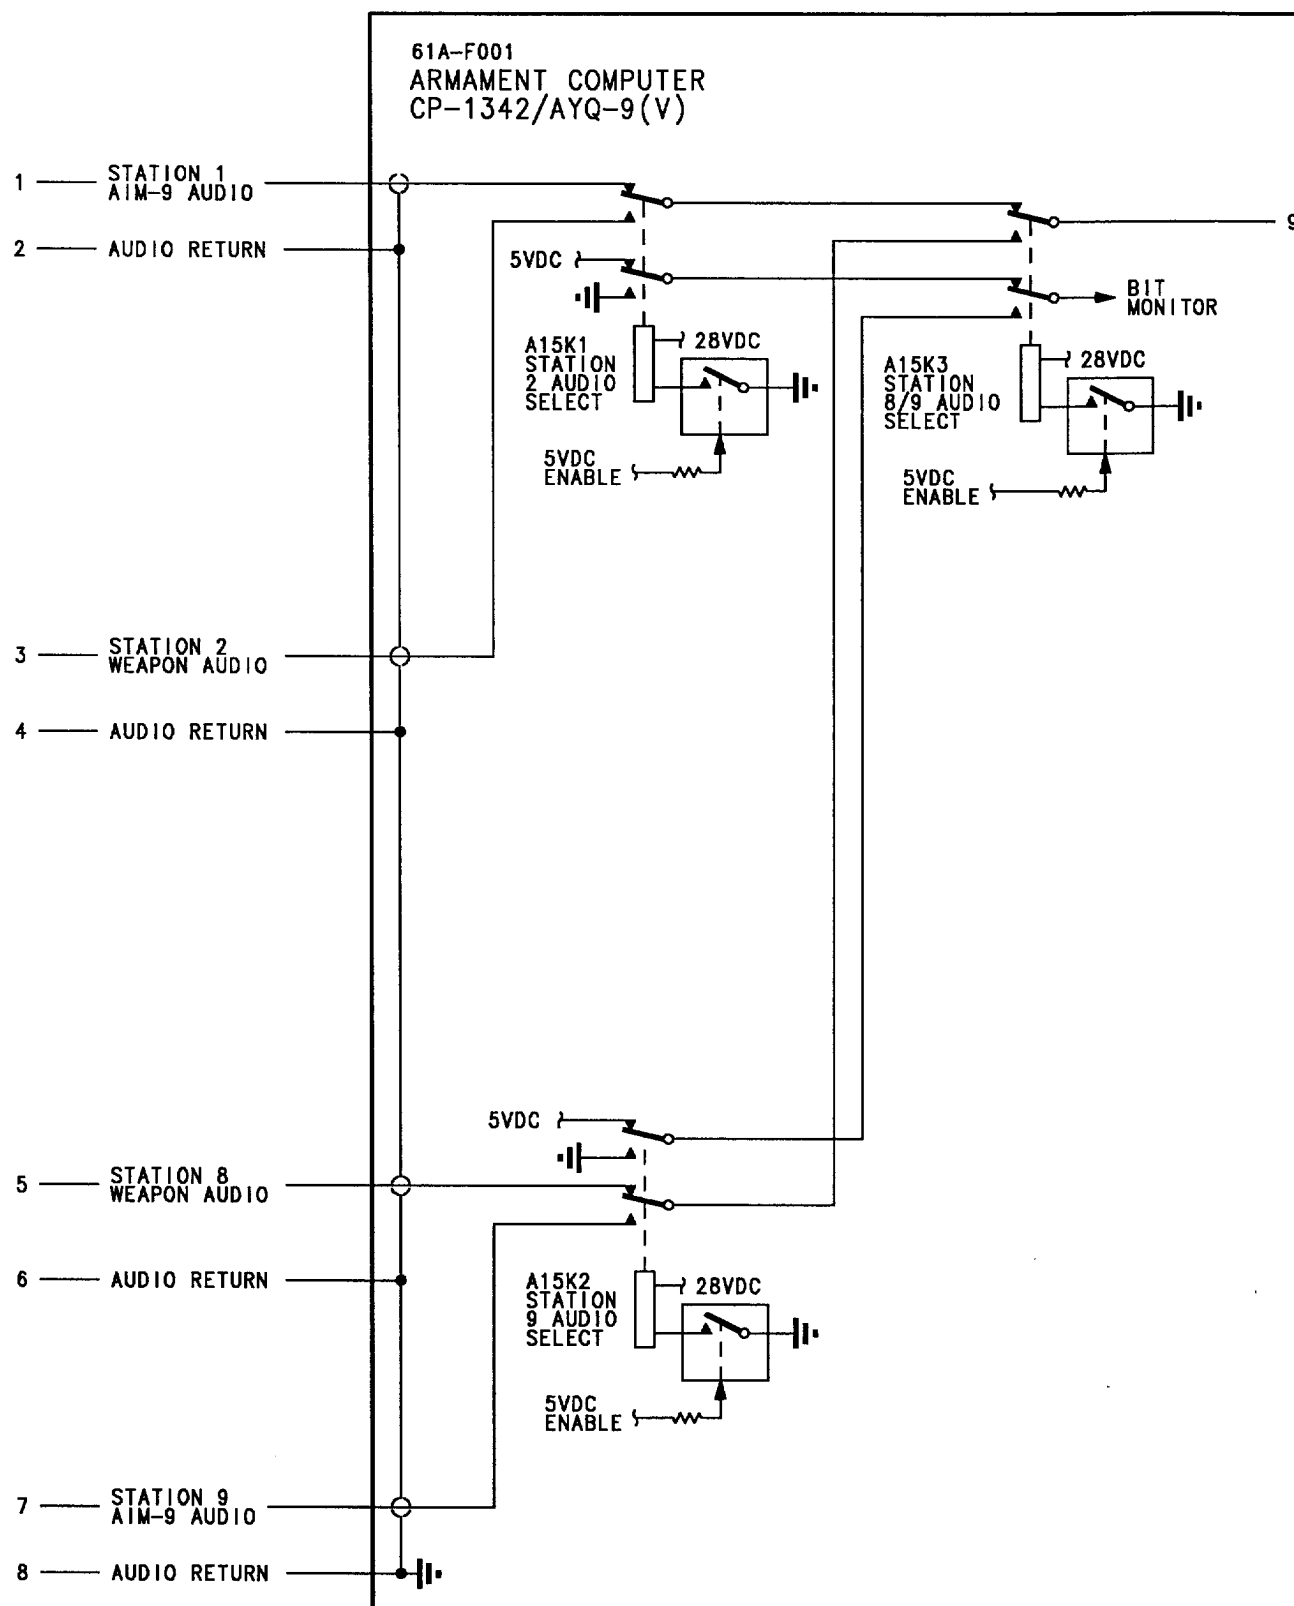 61A-F001
ARMAMENT COMPUTER
CP-1342/AYQ-9(V)
1
STATION 1
AIM-9 AUDIO
2
AUDIO RETURN
9
5VDC
BIT
MONITOR
A15K1
STATION
2 AUDIO
SELECT
28VDC
5VDC
ENABLE
A15K3
STATION
8/9 AUDIO
SELECT
28VDC
5VDC
ENABLE
3
STATION 2
WEAPON AUDIO
4
AUDIO RETURN
5VDC
5
STATION 8
WEAPON AUDIO
6
AUDIO RETURN
A15K2
STATION
9 AUDIO
SELECT
28VDC
5VDC
ENABLE
7
STATION 9
AIM-9 AUDIO
8
AUDIO RETURN